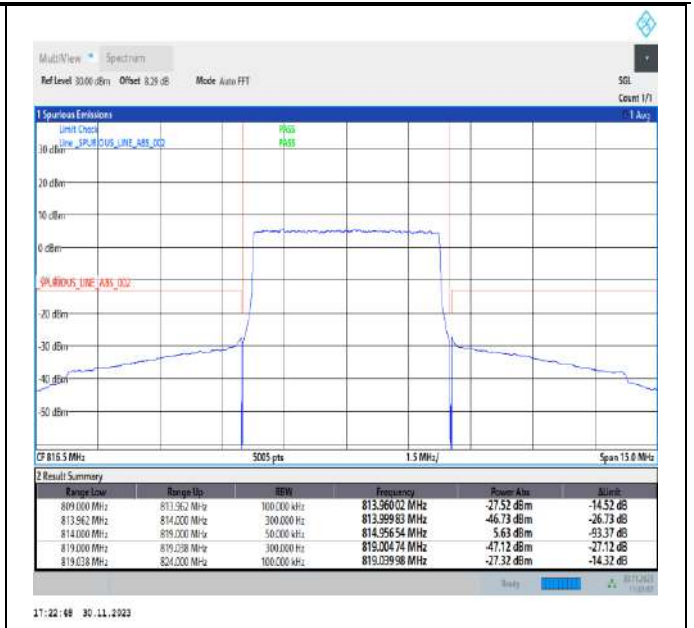 MultiView Spectrum
Ref Level 30.00 dBm Offset 8.29 dB Mode Auto FFT SGL
Count 1/1
1 Spurious Emissions 1 Avg
Limit Check PASS
Line _SPURIOUS_LINE_ABS_002 PASS
30 dBm
20 dBm
10 dBm
0 dBm
_SPURIOUS_LINE_ABS_002
-20 dBm
-30 dBm
-40 dBm
-50 dBm
CF 816.5 MHz 5005 pts 1.5 MHz/ Span 15.0 MHz
2 Result Summary
Range Low Range Up RBW Frequency Power Abs ΔLimit
809.000 MHz 813.962 MHz 100.000 kHz 813.96002 MHz -27.52 dBm -14.52 dB
813.962 MHz 814.000 MHz 300.000 Hz 813.99983 MHz -46.73 dBm -26.73 dB
814.000 MHz 819.000 MHz 50.000 kHz 814.95654 MHz 5.63 dBm -93.37 dB
819.000 MHz 819.038 MHz 300.000 Hz 819.00474 MHz -47.12 dBm -27.12 dB
819.038 MHz 824.000 MHz 100.000 kHz 819.03998 MHz -27.32 dBm -14.32 dB
Ready
17:22:48 30.11.2023